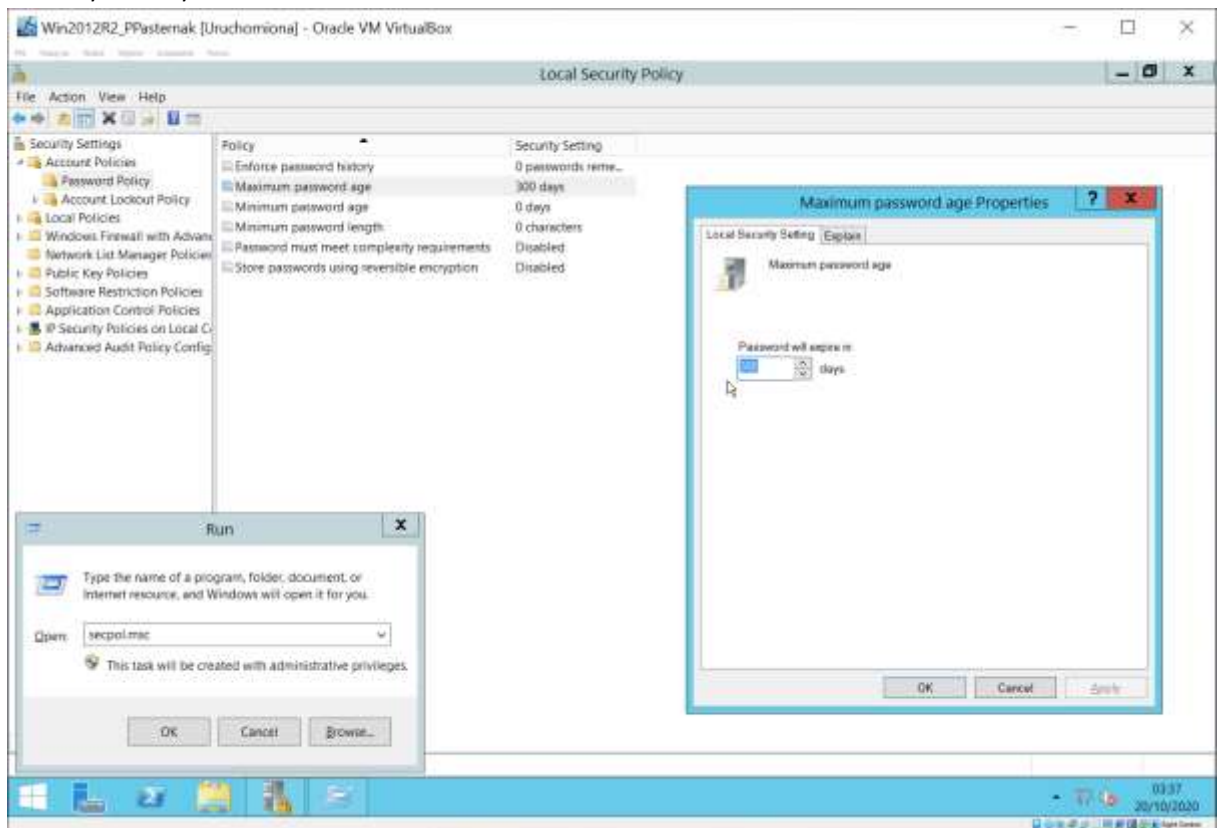 Win2012R2_PPasternak [Uruchomiona] - Oracle VM VirtualBox
Local Security Policy
File Action View Help
Security Settings
Account Policies
Password Policy
Account Lockout Policy
Local Policies
Windows Firewall with Advan
Network List Manager Policies
Public Key Policies
Software Restriction Policies
Application Control Policies
IP Security Policies on Local C
Advanced Audit Policy Config
Policy Security Setting
Enforce password history 0 passwords reme...
Maximum password age 300 days
Minimum password age 0 days
Minimum password length 0 characters
Password must meet complexity requirements Disabled
Store passwords using reversible encryption Disabled
Maximum password age Properties ? X
Local Security Setting Explain
Maximum password age
Password will expire in:
days
OK Cancel Apply
Run X
Type the name of a program, folder, document, or
Internet resource, and Windows will open it for you.
Open: secpol.msc
This task will be created with administrative privileges.
OK Cancel Browse...
03:37
20/10/2020